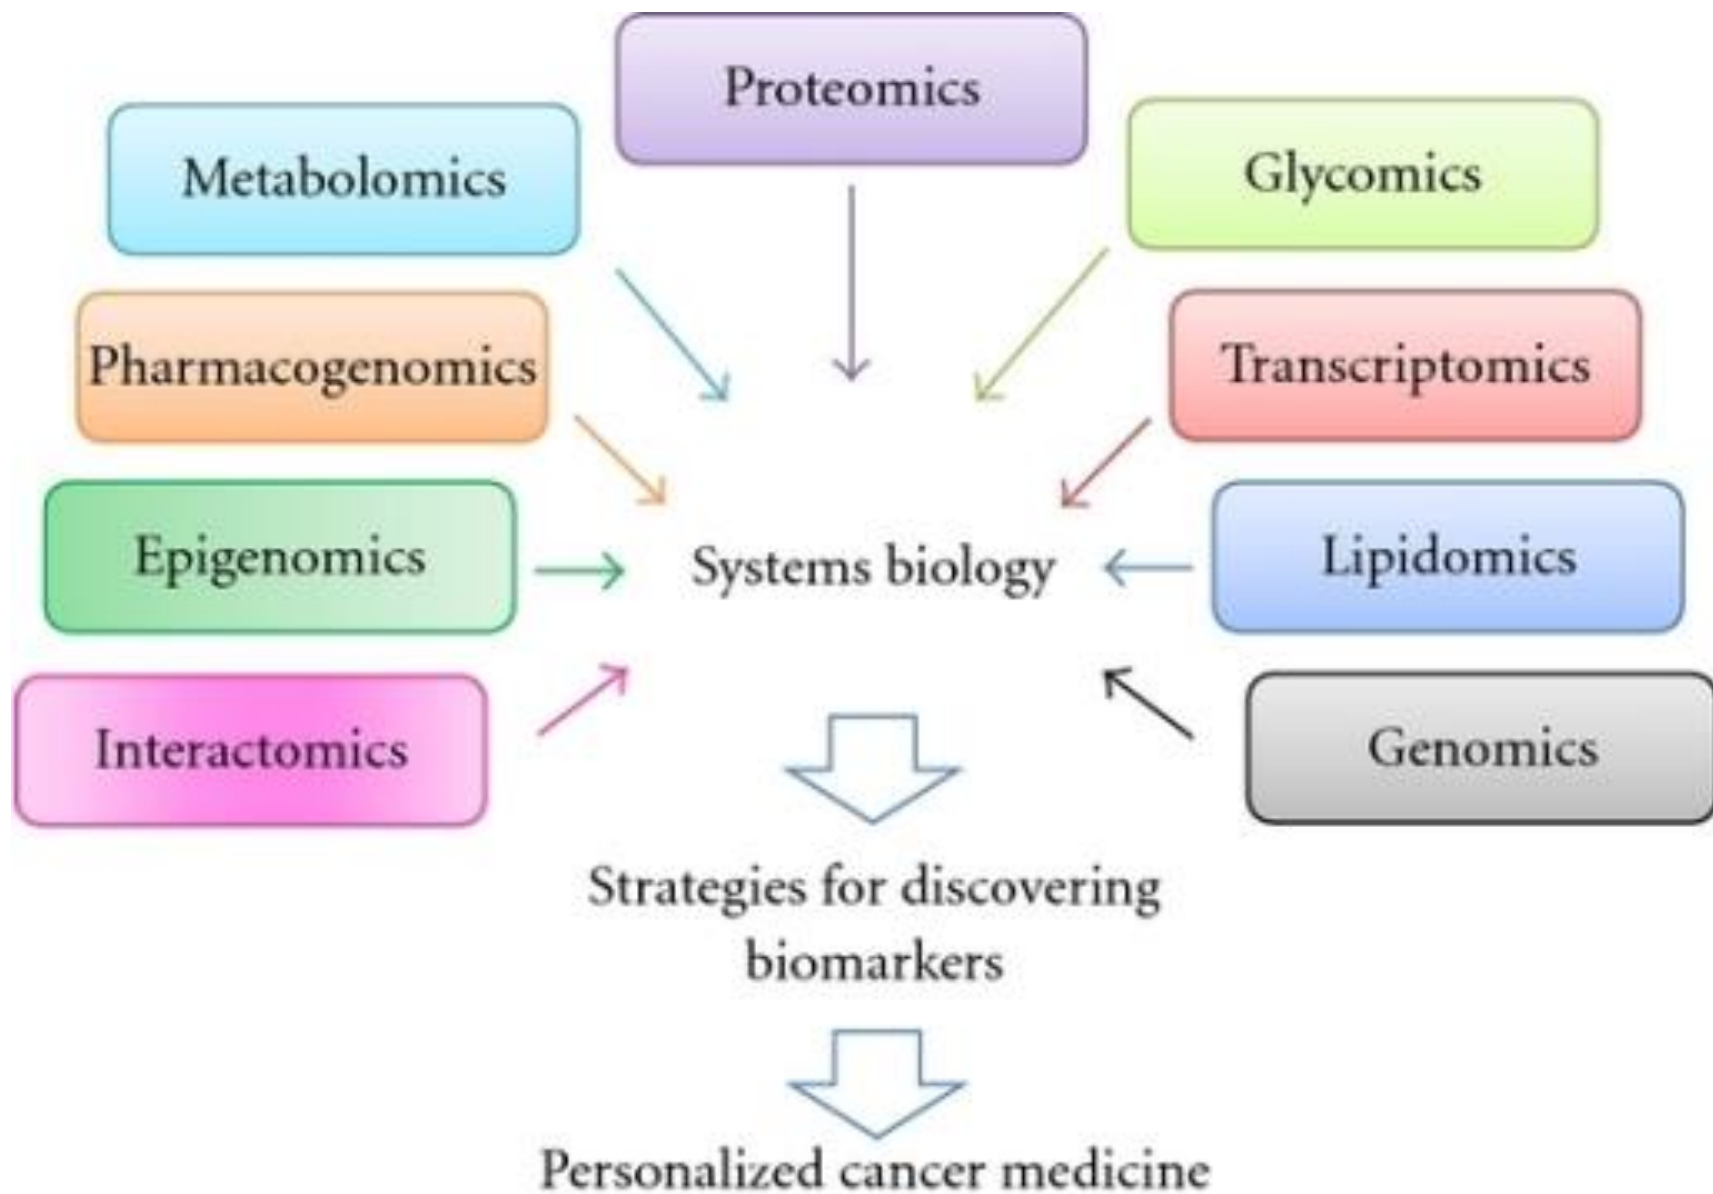 Proteomics
Metabolomics
Glycomics
Pharmacogenomics
Transcriptomics
Epigenomics
Systems biology
Lipidomics
Interactomics
Genomics
Strategies for discovering
biomarkers
Personalized cancer medicine